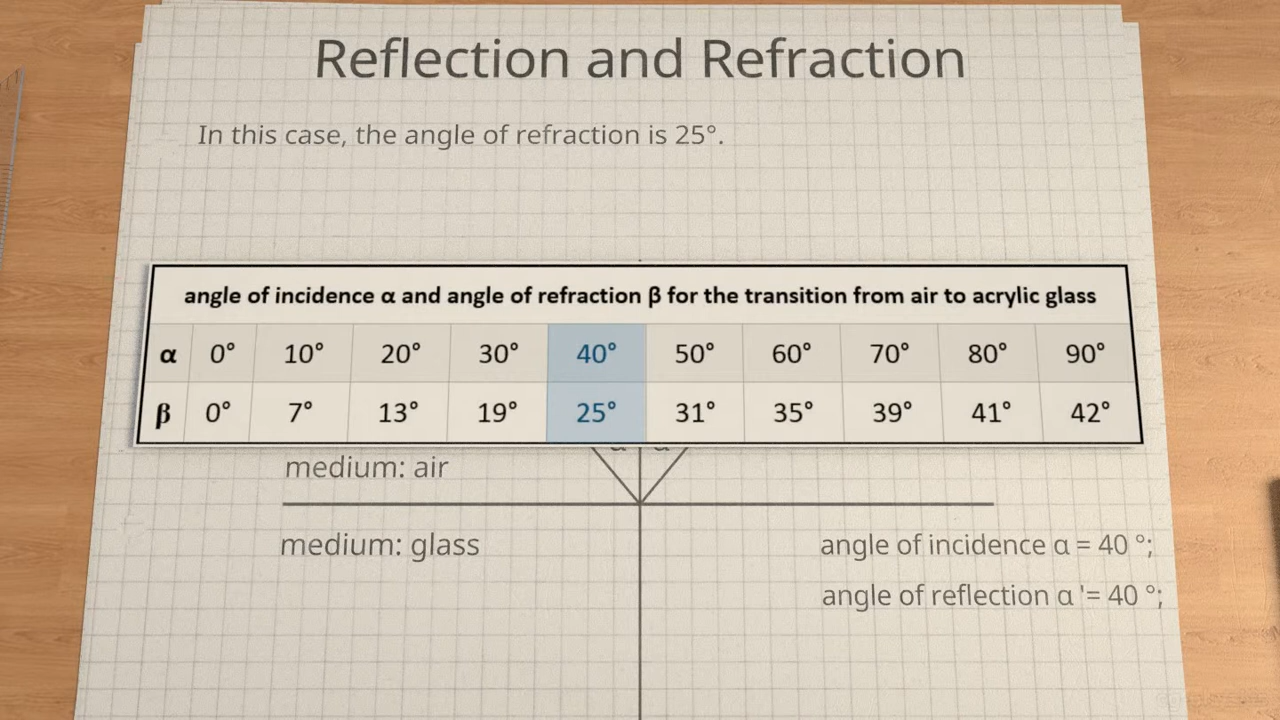 Reflection and Refraction
In this case, the angle of refraction is 25°.
angle of incidence α and angle of refraction β for the transition from air to acrylic glass
α 0° 10° 20° 30° 40° 50° 60° 70° 80° 90°
β 0° 7° 13° 19° 25° 31° 35° 39° 41° 42°
medium: air
medium: glass
angle of incidence α = 40 °;
angle of reflection α '= 40 °;